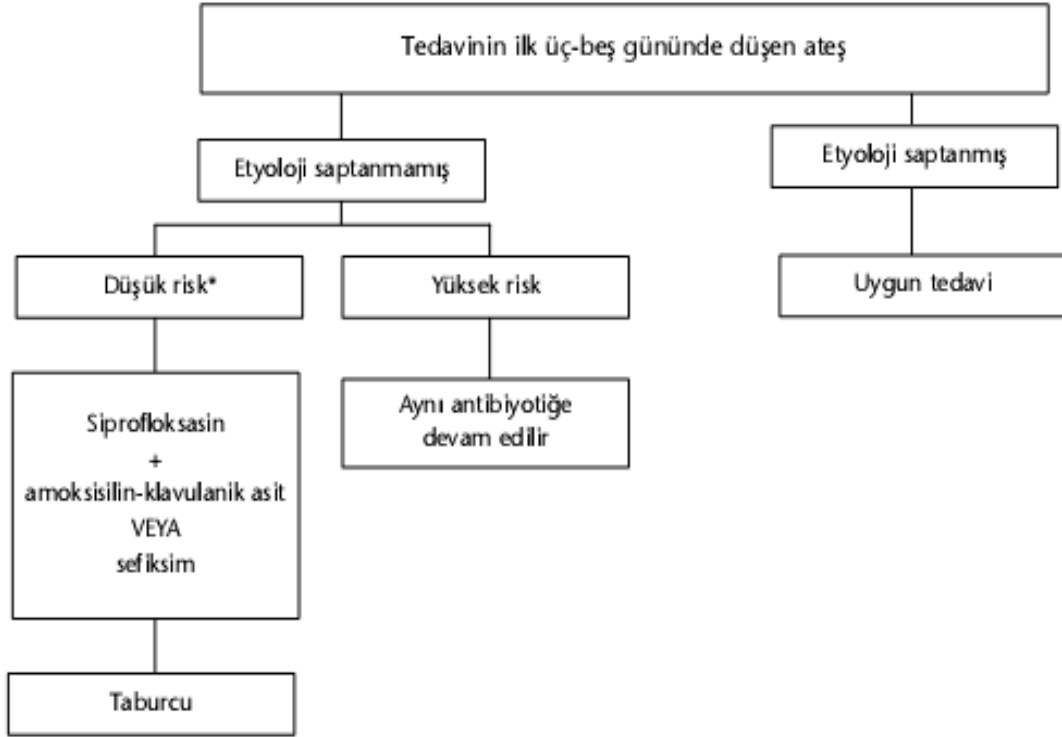 Tedavinin ilk üç-beş gününde düşen ateş
Etyoloji saptanmamış
Etyoloji saptanmış
Düşük risk*
Yüksek risk
Uygun tedavi
Siprofloksasin
+
amoksisilin-klavulanik asit
VEYA
sefiksim
Aynı antibiyotiğe
devam edilir
Taburcu